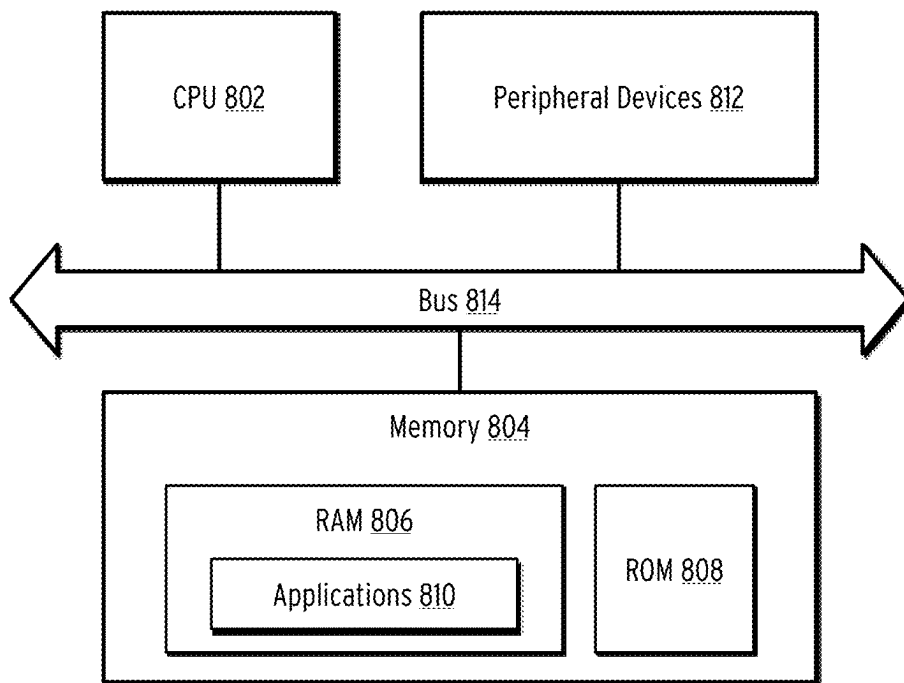 CPU 802
Peripheral Devices 812
Bus 814
Memory 804
RAM 806
Applications 810
ROM 808